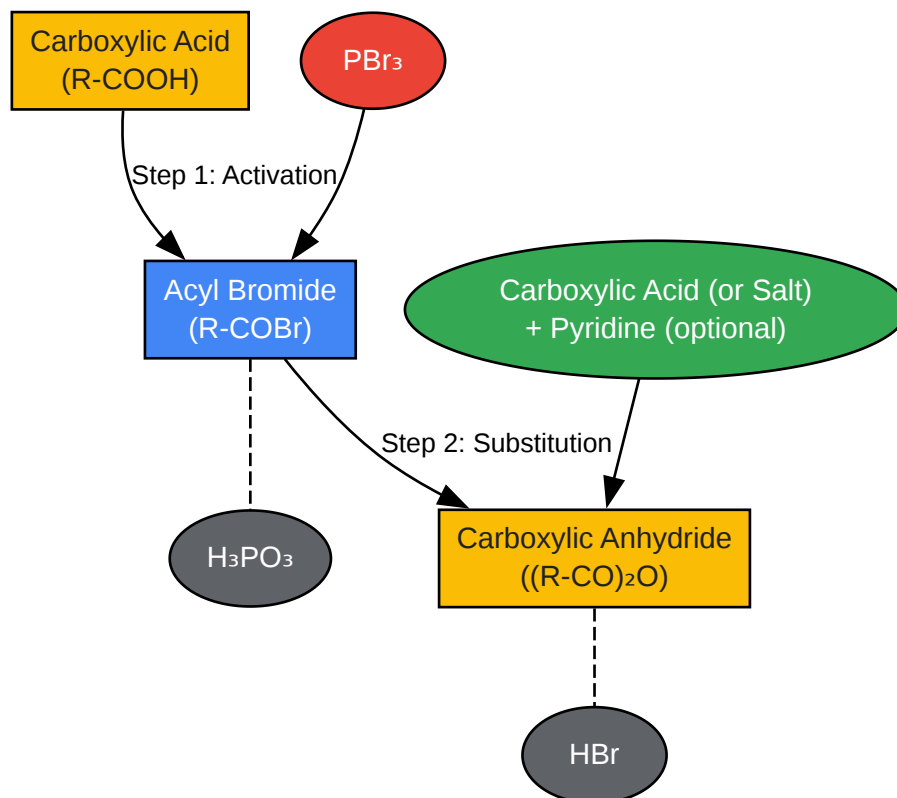 Carboxylic Acid
(R-COOH)
PBr₃
Step 1: Activation
Acyl Bromide
(R-COBr)
Carboxylic Acid (or Salt)
+ Pyridine (optional)
Step 2: Substitution
H₃PO₃
Carboxylic Anhydride
((R-CO)₂O)
HBr